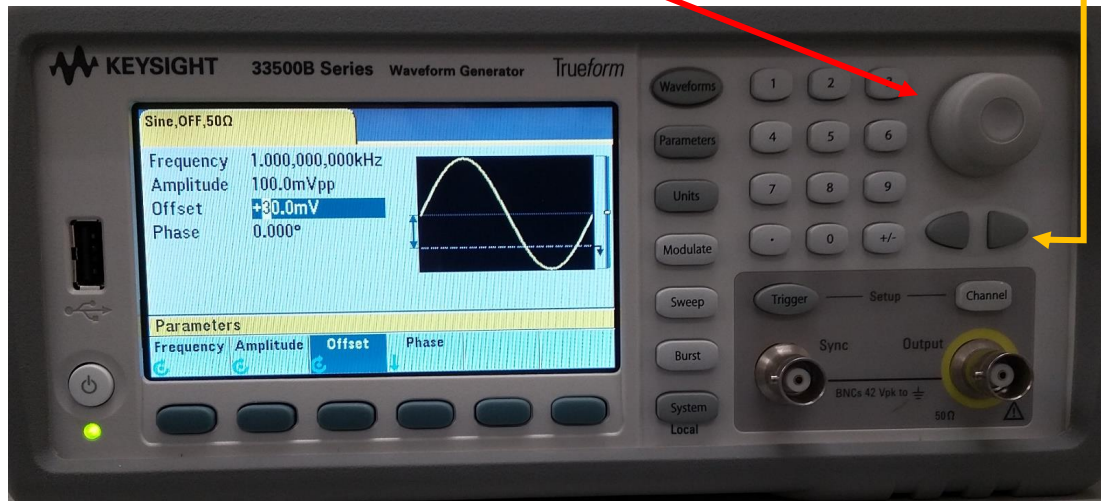 KEYSIGHT 33500B Series Waveform Generator Trueform
Sine,OFF,50Ω
Frequency 1.000,000,000kHz
Amplitude 100.0mVpp
Offset +30.0mV
Phase 0.000°
Parameters
Frequency Amplitude Offset Phase
Waveforms
Parameters
Units
Modulate
Sweep
Burst
System
Local
1 2 3
4 5 6
7 8 9
. 0 +/-
Trigger Setup Channel
Sync Output
BNCs 42 Vpk to
50Ω